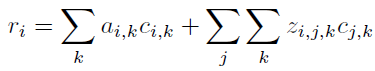 r_i = \sum_k a_{i,k} c_{i,k} + \sum_j \sum_k z_{i,j,k} c_{j,k}